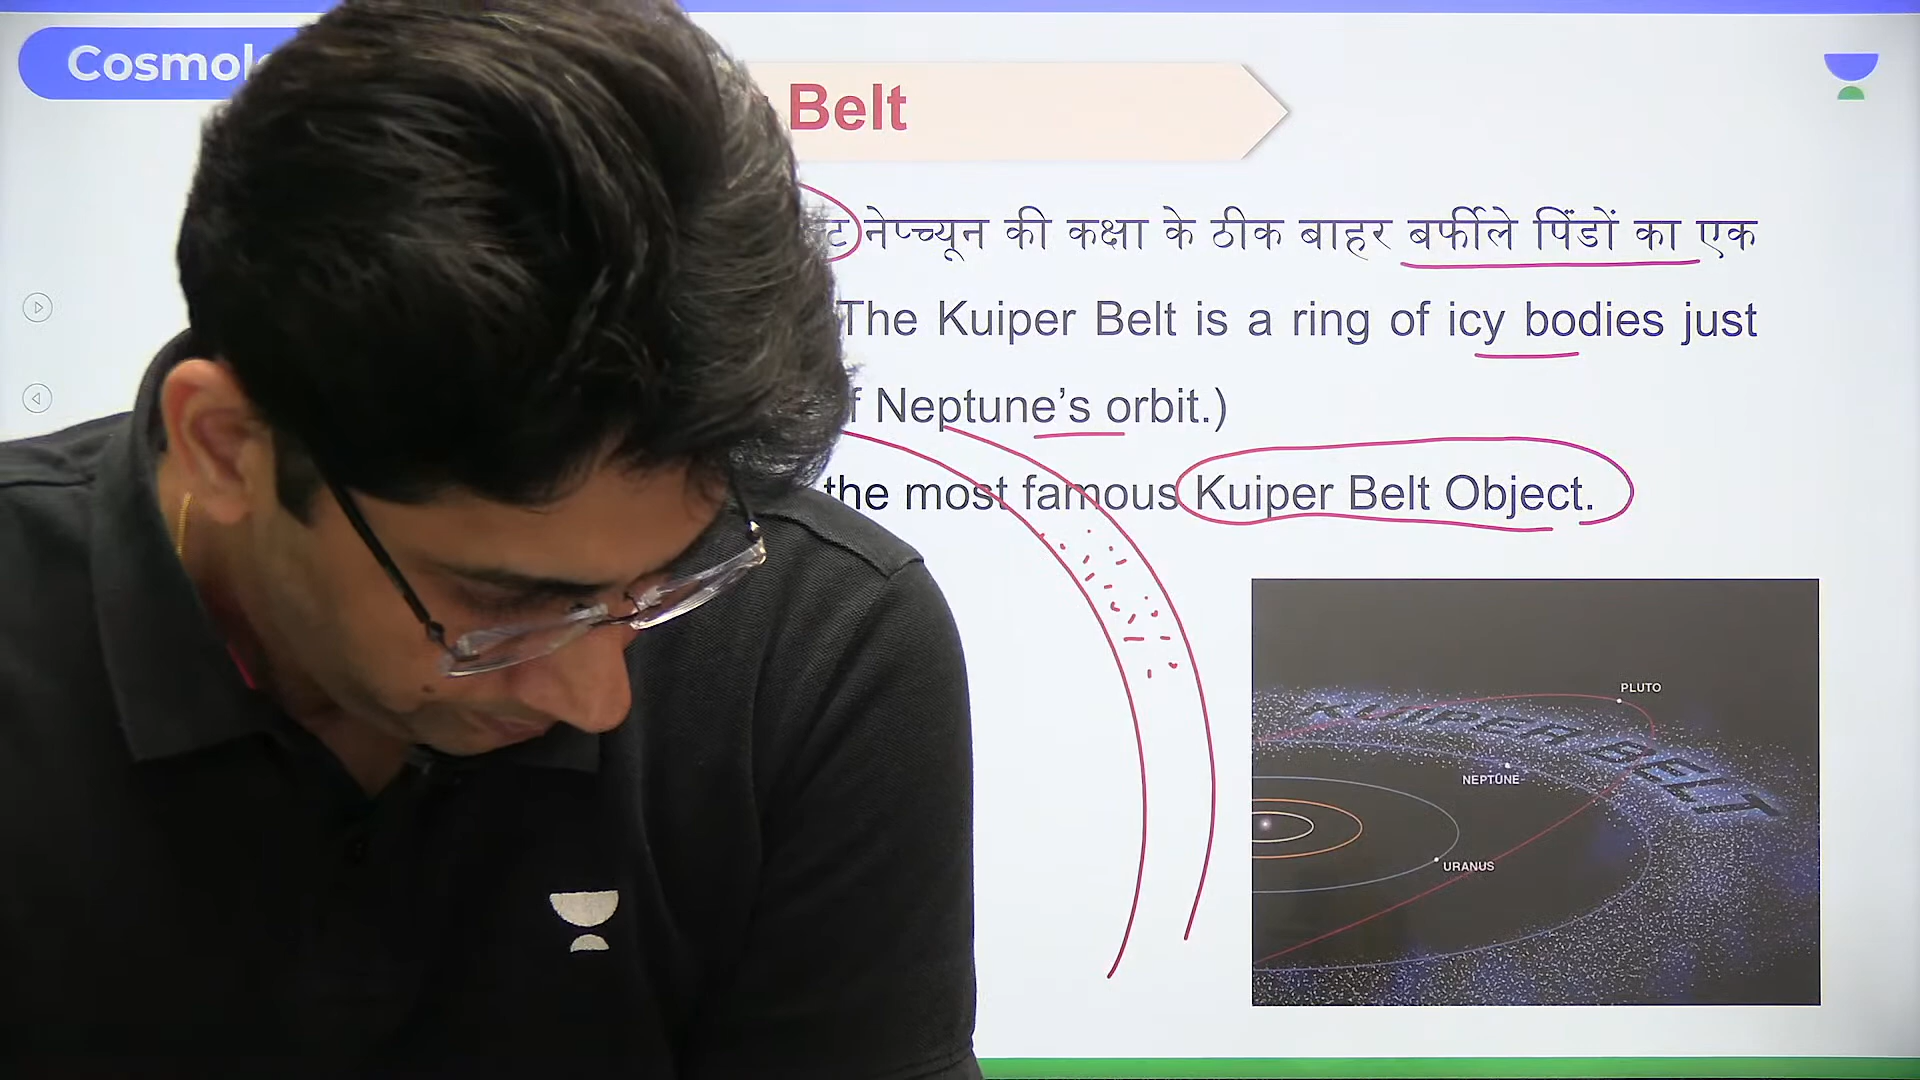 Cosmol
Belt
नेप्च्यून की कक्षा के ठीक बाहर बर्फीले पिंडों का एक
The Kuiper Belt is a ring of icy bodies just
f Neptune’s orbit.)
the most famous Kuiper Belt Object.
PLUTO
KUIPER BELT
NEPTUNE
URANUS